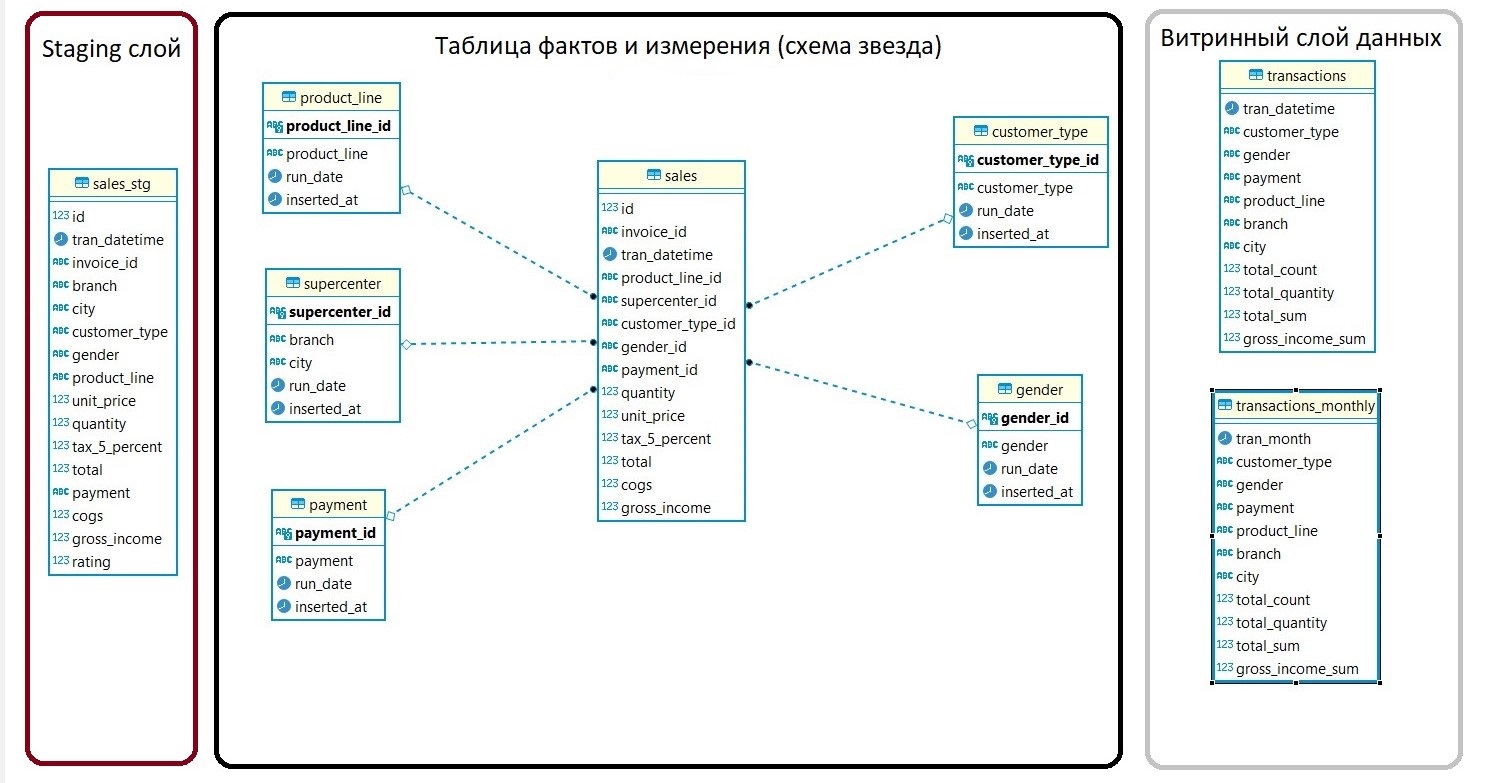 Staging слой
sales_stg
123 id
tran_datetime
ABC invoice_id
ABC branch
ABC city
ABC customer_type
ABC gender
ABC product_line
123 unit_price
123 quantity
123 tax_5_percent
123 total
ABC payment
123 cogs
123 gross_income
123 rating
Таблица фактов и измерения (схема звезда)
product_line
ABC product_line_id
ABC product_line
run_date
inserted_at
supercenter
ABC supercenter_id
ABC branch
ABC city
run_date
inserted_at
payment
ABC payment_id
ABC payment
run_date
inserted_at
sales
123 id
ABC invoice_id
tran_datetime
ABC product_line_id
ABC supercenter_id
ABC customer_type_id
ABC gender_id
ABC payment_id
123 quantity
123 unit_price
123 tax_5_percent
123 total
123 cogs
123 gross_income
customer_type
ABC customer_type_id
ABC customer_type
run_date
inserted_at
gender
ABC gender_id
ABC gender
run_date
inserted_at
Витринный слой данных
transactions
tran_datetime
ABC customer_type
ABC gender
ABC payment
ABC product_line
ABC branch
ABC city
123 total_count
123 total_quantity
123 total_sum
123 gross_income_sum
transactions_monthly
tran_month
ABC customer_type
ABC gender
ABC payment
ABC product_line
ABC branch
ABC city
123 total_count
123 total_quantity
123 total_sum
123 gross_income_sum